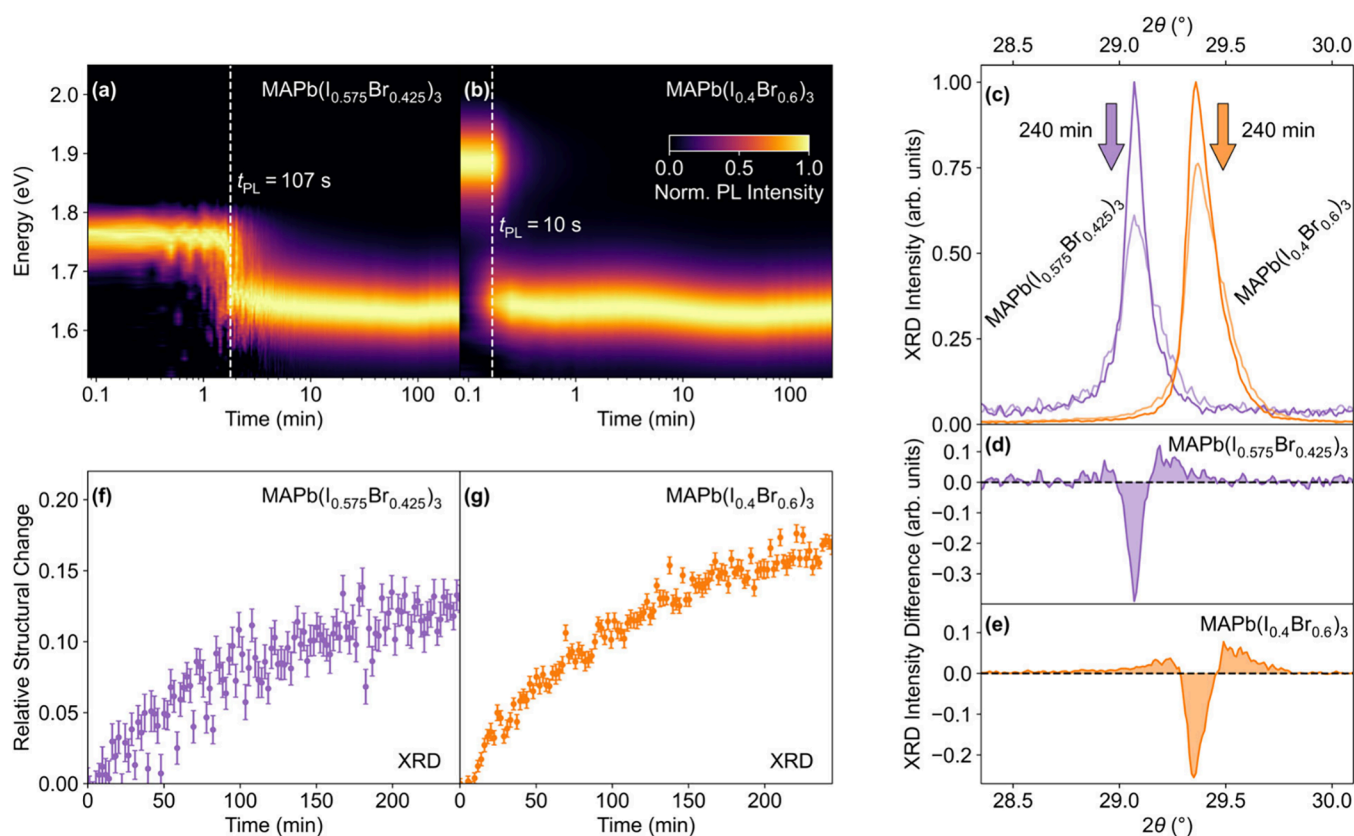 (a)
MAPb(I0.575Br0.425)3
tPL = 107 s
Energy (eV)
2.0
1.9
1.8
1.7
1.6
0.1 1 10 100
Time (min)
(b)
MAPb(I0.4Br0.6)3
0.0 0.5 1.0
Norm. PL Intensity
tPL = 10 s
0.1 1 10 100
Time (min)
2θ (°)
28.5 29.0 29.5 30.0
(c)
240 min
240 min
MAPb(I0.575Br0.425)3
MAPb(I0.4Br0.6)3
XRD Intensity (arb. units)
1.00
0.75
0.50
0.25
0.00
(d)
MAPb(I0.575Br0.425)3
0.1
0.0
−0.1
−0.2
−0.3
XRD Intensity Difference (arb. units)
(e)
MAPb(I0.4Br0.6)3
0.1
0.0
−0.1
−0.2
28.5 29.0 29.5 30.0
2θ (°)
(f)
MAPb(I0.575Br0.425)3
Relative Structural Change
0.20
0.15
0.10
0.05
0.00
XRD
0 50 100 150 200
Time (min)
(g)
MAPb(I0.4Br0.6)3
XRD
0 50 100 150 200
Time (min)